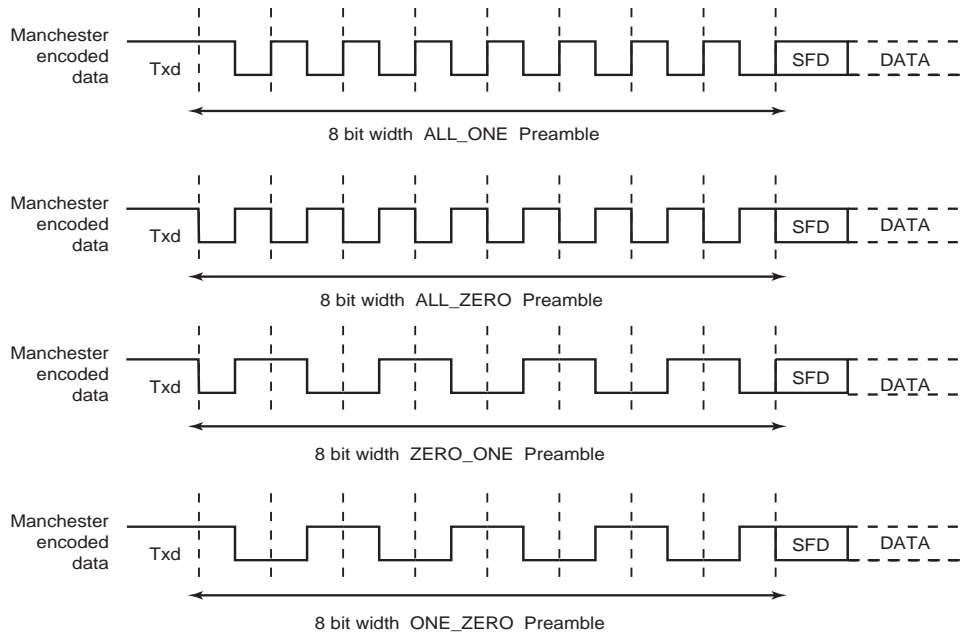 Manchester
encoded
data
Txd
SFD
DATA
8 bit width ALL_ONE Preamble
Manchester
encoded
data
Txd
SFD
DATA
8 bit width ALL_ZERO Preamble
Manchester
encoded
data
Txd
SFD
DATA
8 bit width ZERO_ONE Preamble
Manchester
encoded
data
Txd
SFD
DATA
8 bit width ONE_ZERO Preamble